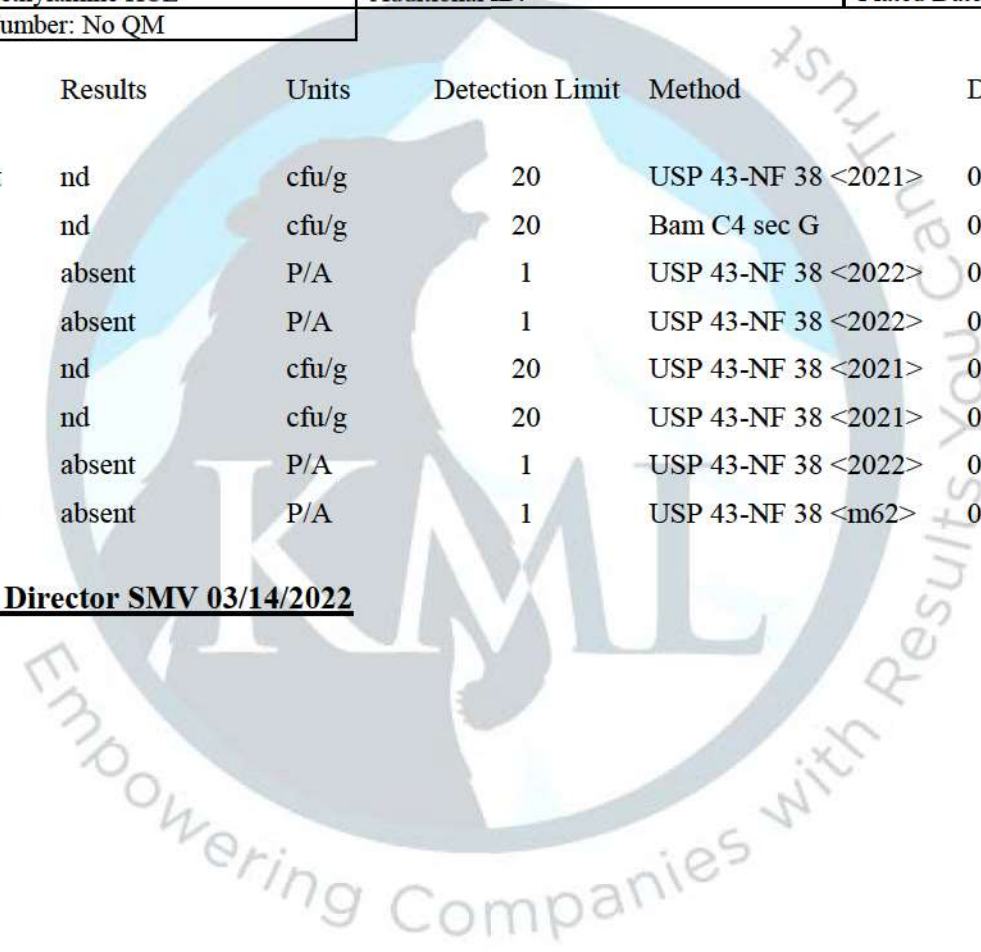 umber: No QM
Results Units Detection Limit Method D
nd cfu/g 20 USP 43-NF 38 <2021> 0
nd cfu/g 20 Bam C4 sec G 0
absent P/A 1 USP 43-NF 38 <2022> 0
absent P/A 1 USP 43-NF 38 <2022> 0
nd cfu/g 20 USP 43-NF 38 <2021> 0
nd cfu/g 20 USP 43-NF 38 <2021> 0
absent P/A 1 USP 43-NF 38 <2022> 0
absent P/A 1 USP 43-NF 38 <m62> 0
Director SMV 03/14/2022
KML
Empowering Companies with Results You Can Trust